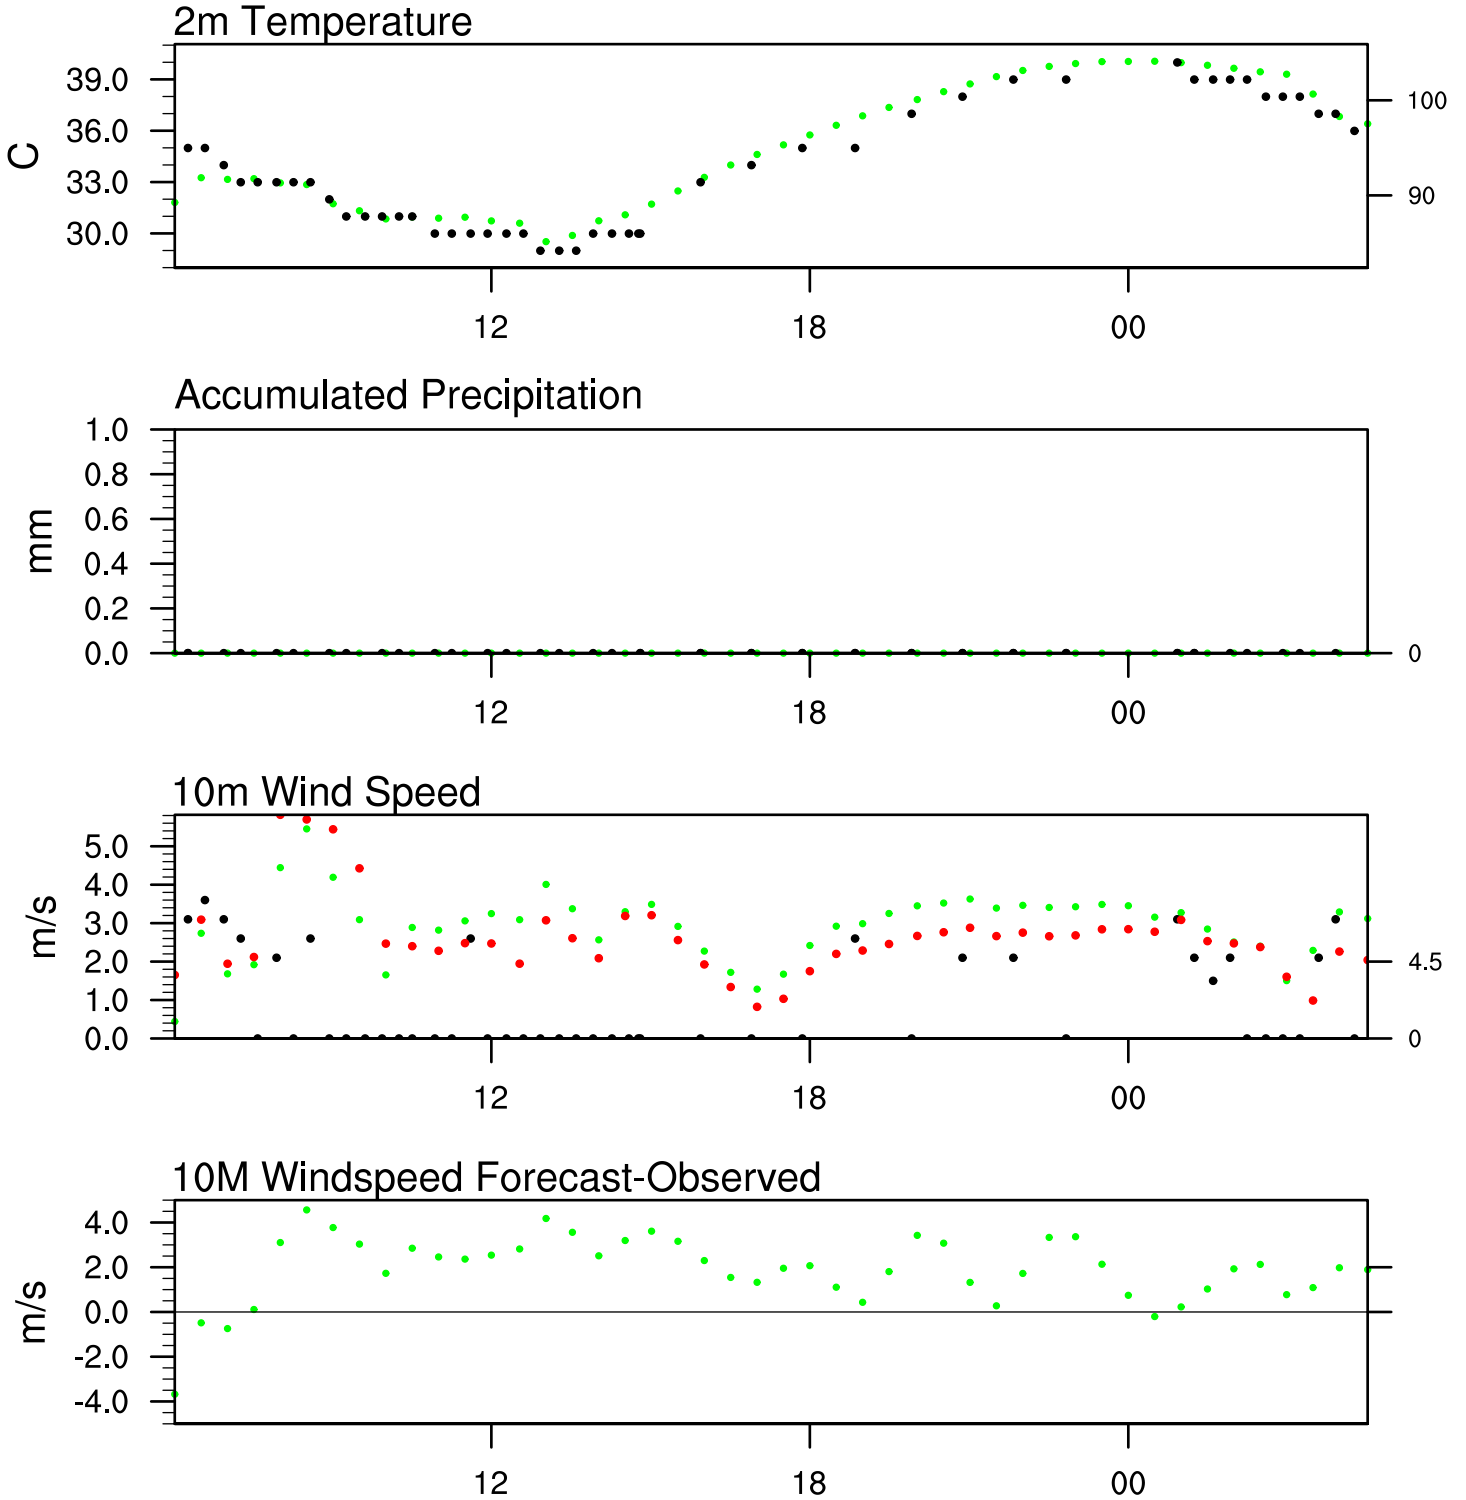 2m Temperature
39.0
36.0
33.0
30.0
C
100
90
12 18 00
Accumulated Precipitation
1.0
0.8
0.6
0.4
0.2
0.0
mm
0
12 18 00
10m Wind Speed
5.0
4.0
3.0
2.0
1.0
0.0
m/s
4.5
0
12 18 00
10M Windspeed Forecast-Observed
4.0
2.0
0.0
-2.0
-4.0
m/s
12 18 00